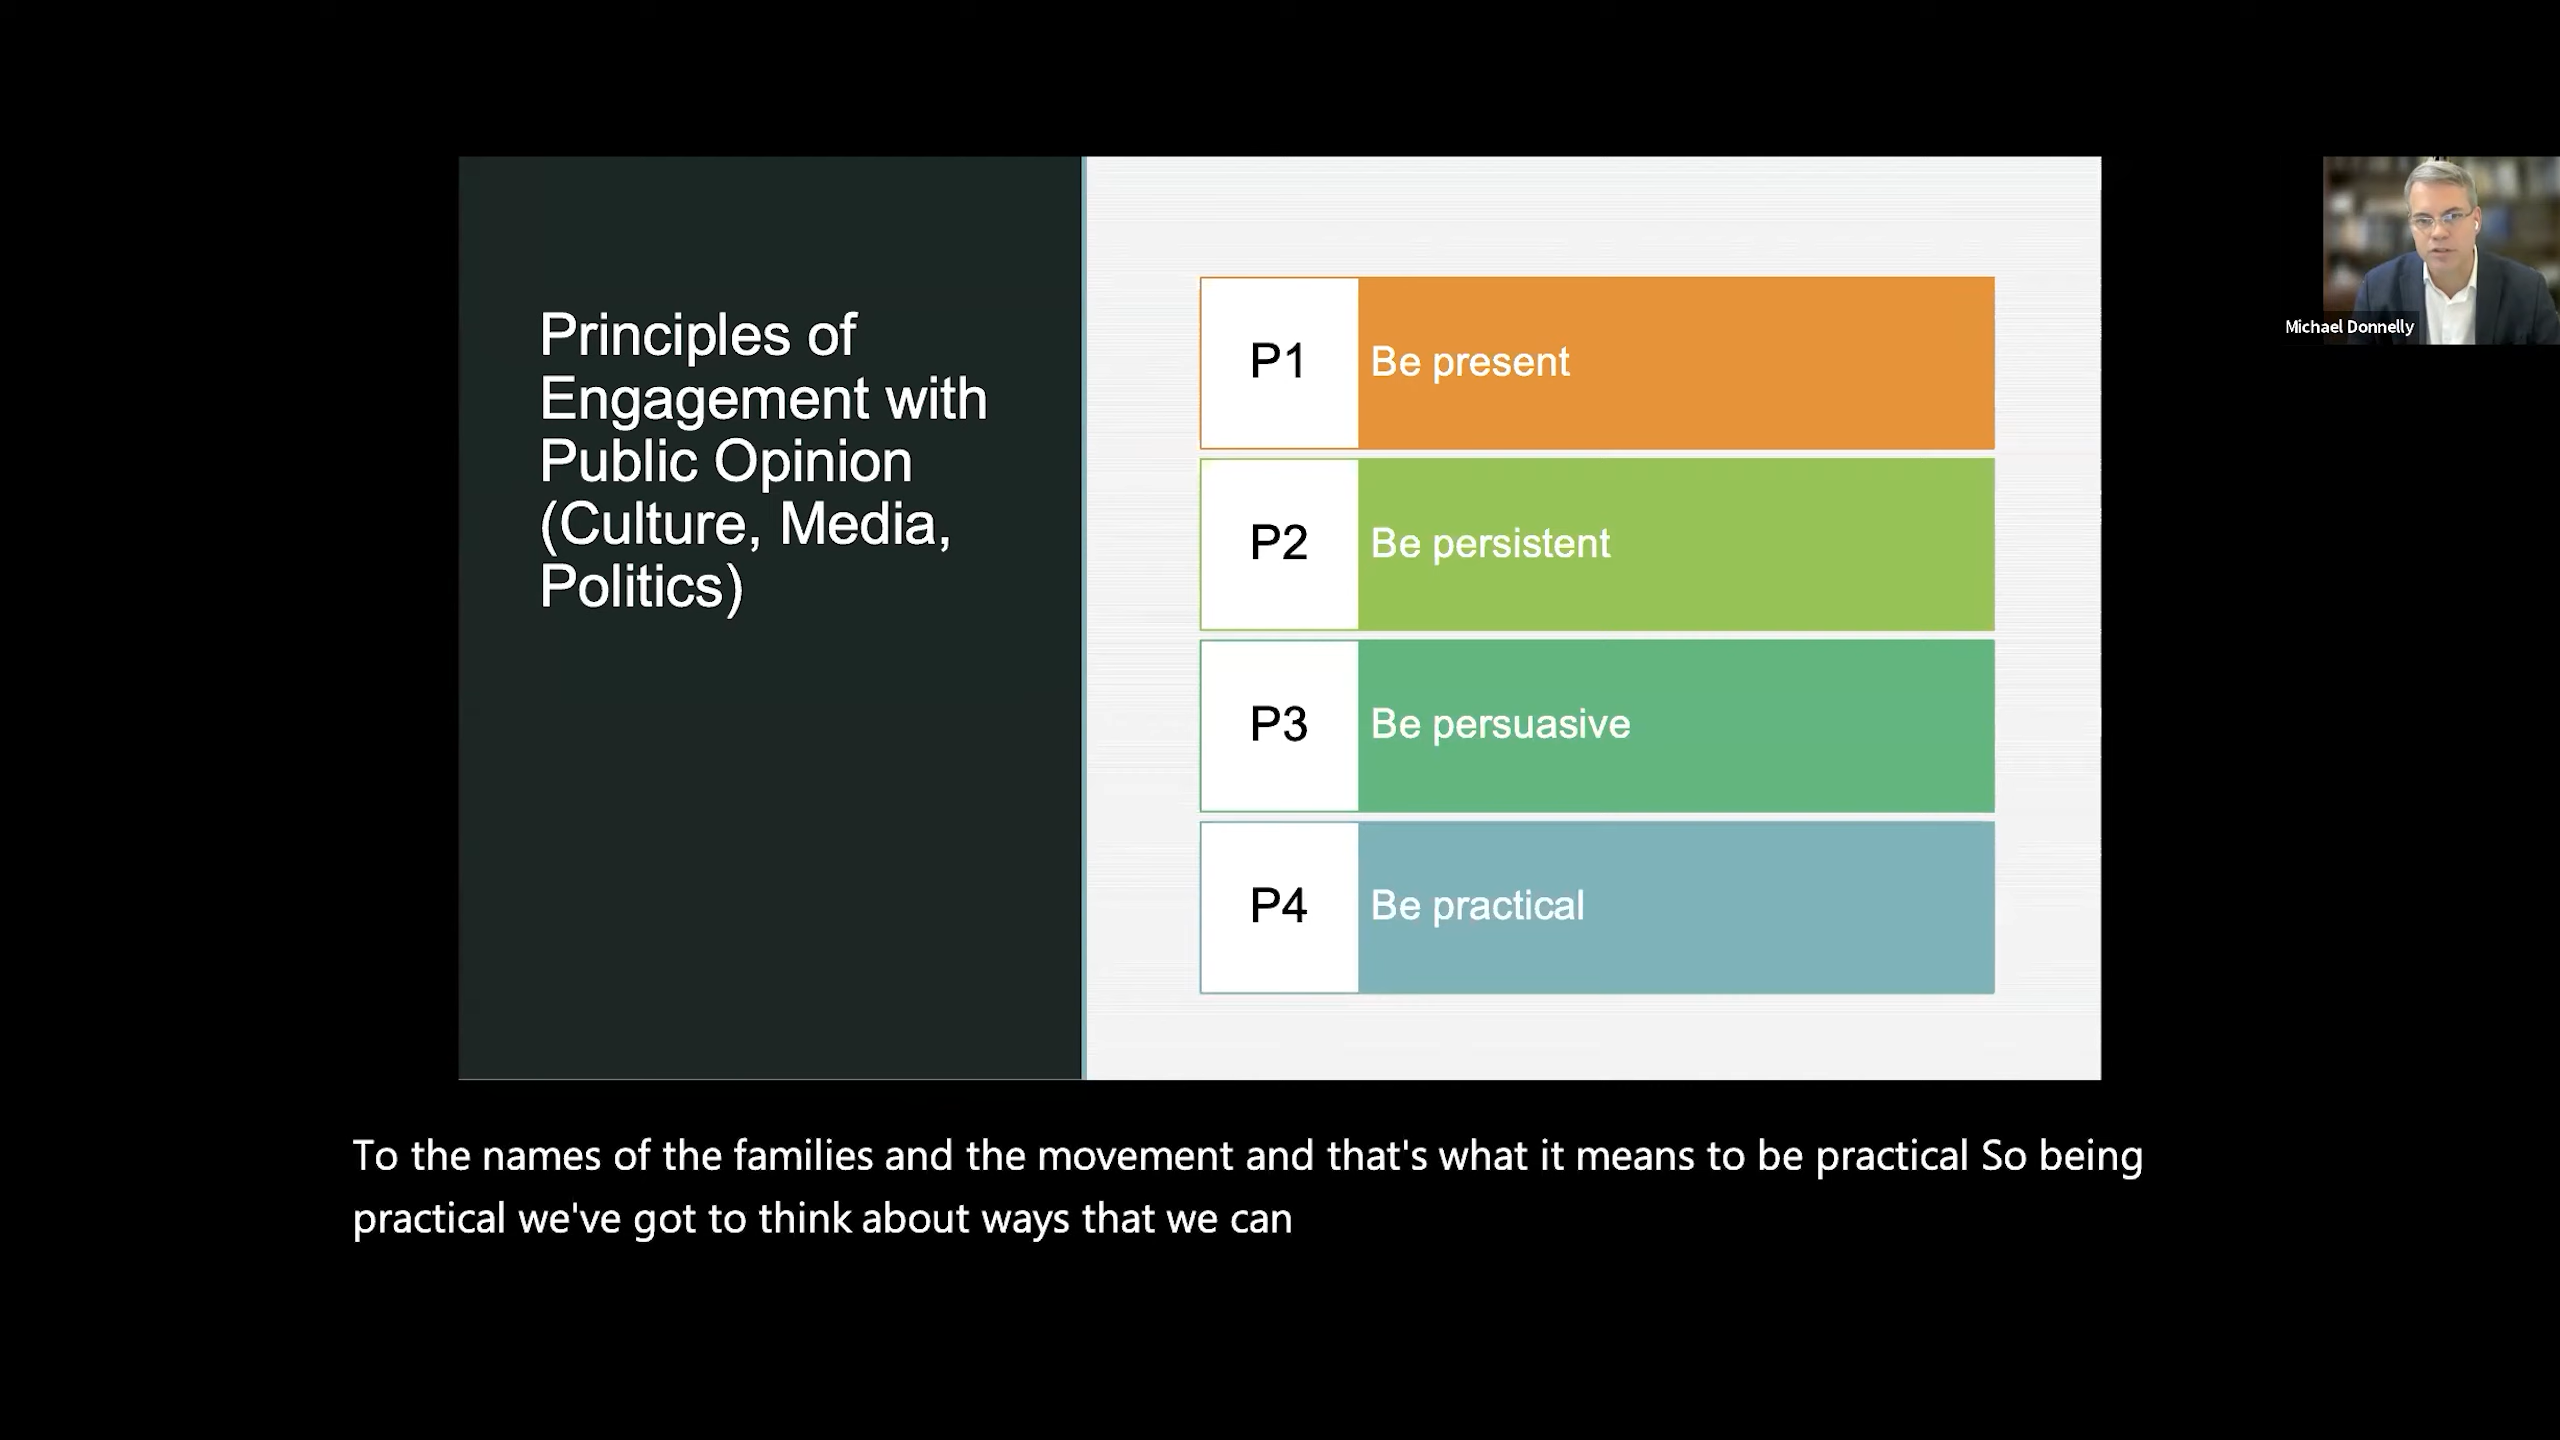 Principles of
Engagement with
Public Opinion
(Culture, Media,
Politics)
P1
Be present
P2
Be persistent
P3
Be persuasive
P4
Be practical
Michael Donnelly
To the names of the families and the movement and that's what it means to be practical So being
practical we've got to think about ways that we can